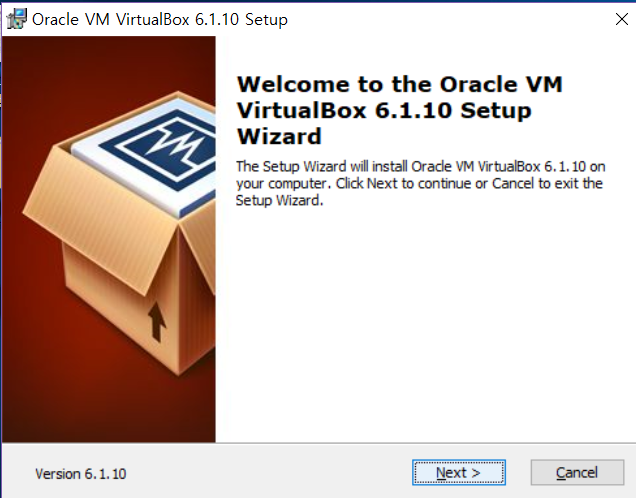 Oracle VM VirtualBox 6.1.10 Setup
Welcome to the Oracle VM
VirtualBox 6.1.10 Setup
Wizard
The Setup Wizard will install Oracle VM VirtualBox 6.1.10 on
your computer. Click Next to continue or Cancel to exit the
Setup Wizard.
Version 6.1.10
Next >
Cancel